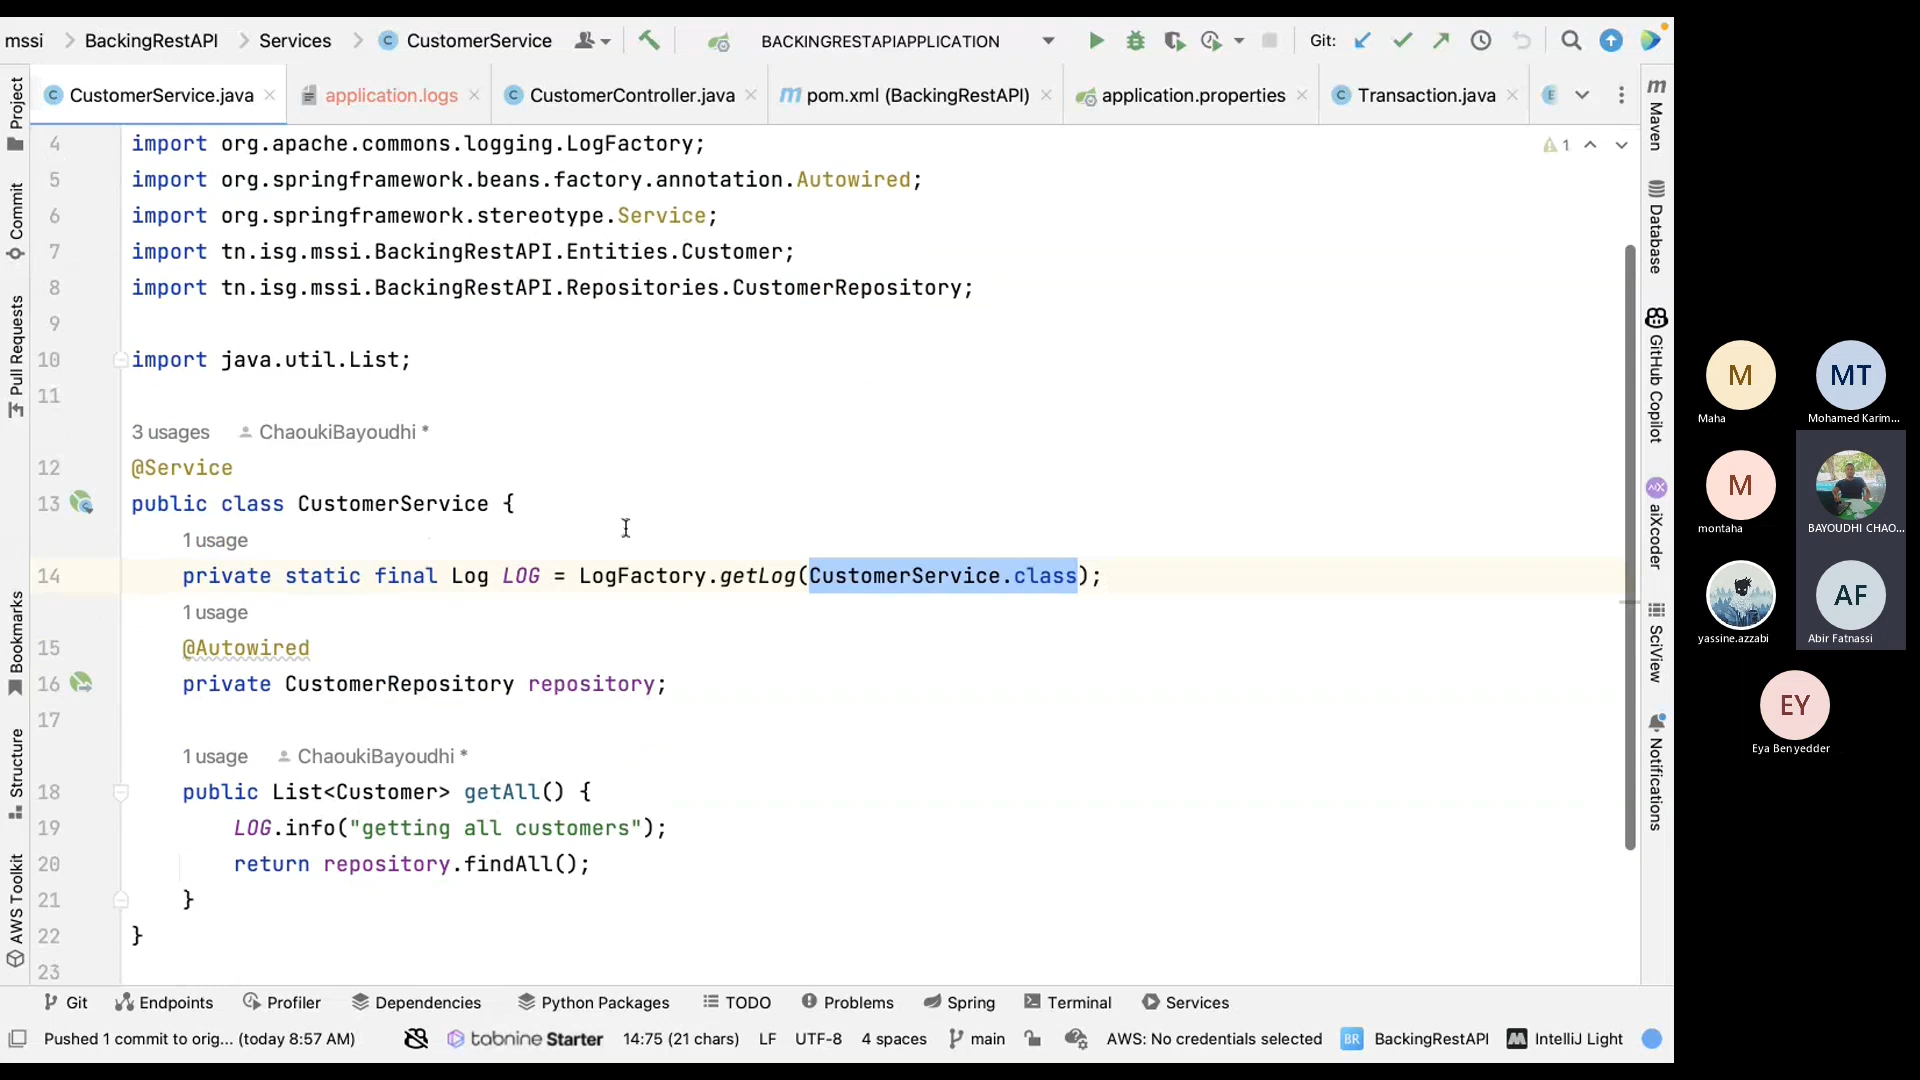 mssi BackingRestAPI Services CustomerService BACKINGRESTAPIAPPLICATION Git:
CustomerService.java application.logs CustomerController.java pom.xml (BackingRestAPI) application.properties Transaction.java
4 import org.apache.commons.logging.LogFactory;
5 import org.springframework.beans.factory.annotation.Autowired;
6 import org.springframework.stereotype.Service;
7 import tn.isg.mssi.BackingRestAPI.Entities.Customer;
8 import tn.isg.mssi.BackingRestAPI.Repositories.CustomerRepository;
9
10 import java.util.List;
11
3 usages ChaoukiBayoudhi *
12 @Service
13 public class CustomerService {
1 usage
14 private static final Log LOG = LogFactory.getLog(CustomerService.class);
1 usage
15 @Autowired
16 private CustomerRepository repository;
17
1 usage ChaoukiBayoudhi *
18 public List<Customer> getAll() {
19 LOG.info("getting all customers");
20 return repository.findAll();
21 }
22 }
23
1
Project
Commit
Pull Requests
Bookmarks
Structure
AWS Toolkit
m
Maven
Database
GitHub Copilot
aiXcoder
SciView
Notifications
Git Endpoints Profiler Dependencies Python Packages TODO Problems Spring Terminal Services
Pushed 1 commit to orig... (today 8:57 AM) tabnine Starter 14:75 (21 chars) LF UTF-8 4 spaces main AWS: No credentials selected BR BackingRestAPI IntelliJ Light
M MT
Maha Mohamed Karim...
M
montaha BAYOUDHI CHAO...
AF
yassine.azzabi Abir Fatnassi
EY
Eya Benyedder